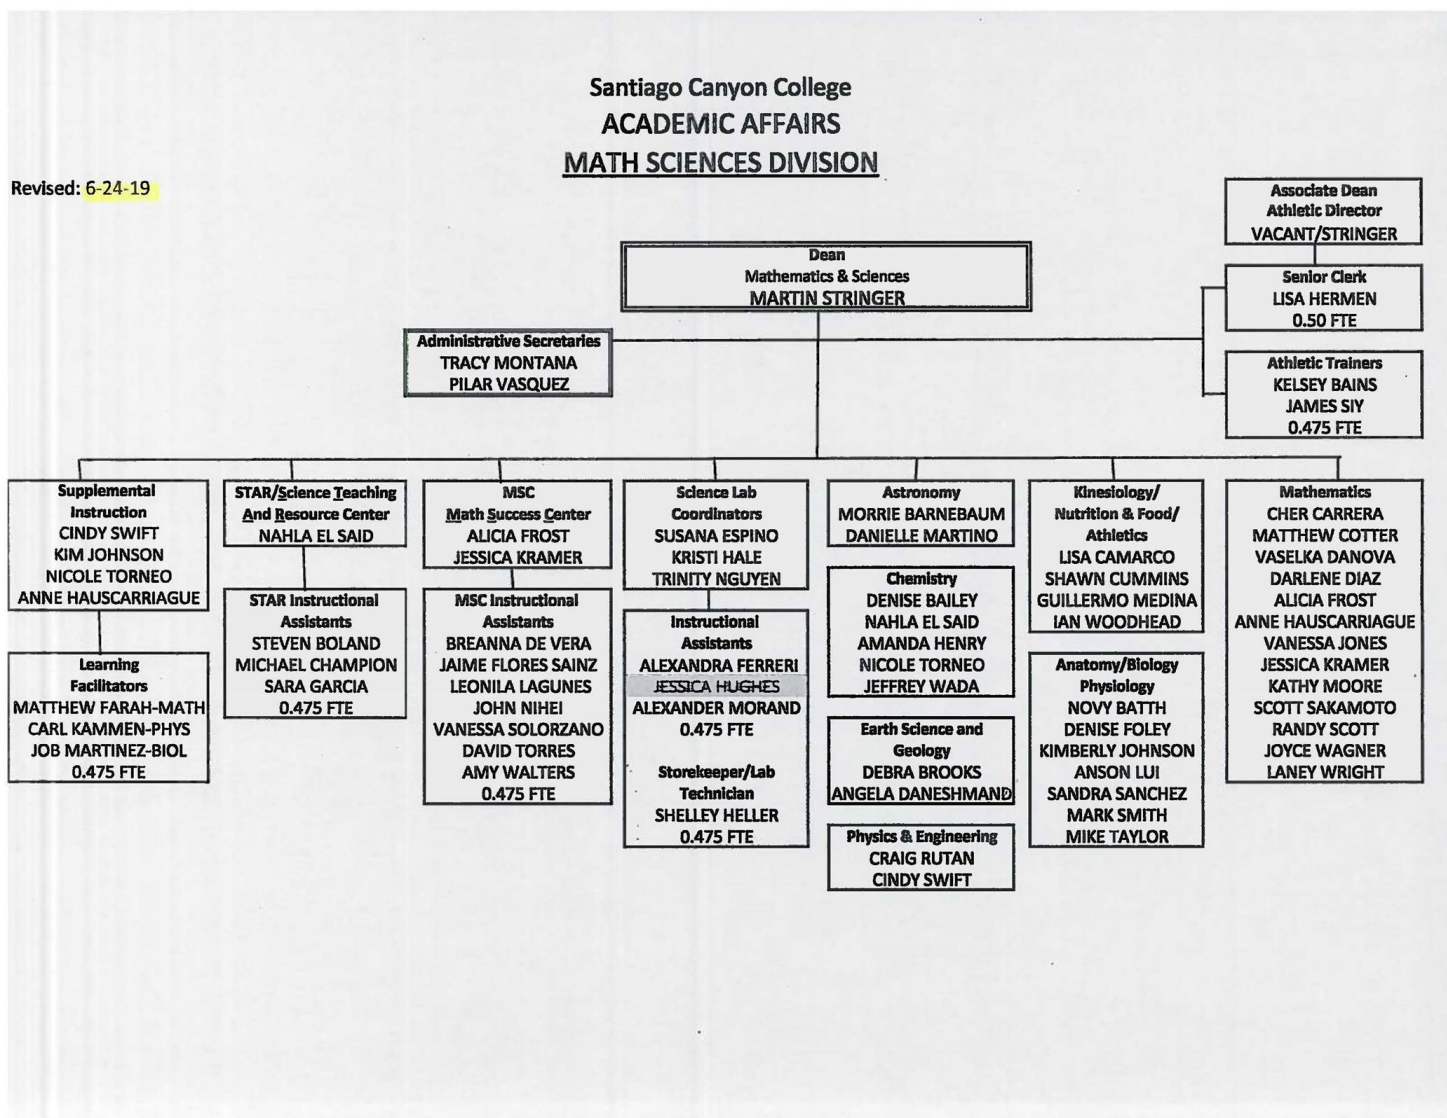 Santiago Canyon College
ACADEMIC AFFAIRS
MATH SCIENCES DIVISION
Revised: 6-24-19
Associate Dean
Athletic Director
VACANT/STRINGER
Dean
Mathematics & Sciences
MARTIN STRINGER
Senior Clerk
LISA HERMEN
0.50 FTE
Administrative Secretaries
TRACY MONTANA
PILAR VASQUEZ
Athletic Trainers
KELSEY BAINS
JAMES SIY
0.475 FTE
Supplemental
Instruction
CINDY SWIFT
KIM JOHNSON
NICOLE TORNEO
ANNE HAUSCARRIAGUE
Learning
Facilitators
MATTHEW FARAH-MATH
CARL KAMMEN-PHYS
JOB MARTINEZ-BIOL
0.475 FTE
STAR/Science Teaching
And Resource Center
NAHLA EL SAID
STAR Instructional
Assistants
STEVEN BOLAND
MICHAEL CHAMPION
SARA GARCIA
0.475 FTE
MSC
Math Success Center
ALICIA FROST
JESSICA KRAMER
MSC Instructional
Assistants
BREANNA DE VERA
JAIME FLORES SAINZ
LEONILA LAGUNES
JOHN NIHEI
VANESSA SOLORZANO
DAVID TORRES
AMY WALTERS
0.475 FTE
Science Lab
Coordinators
SUSANA ESPINO
KRISTI HALE
TRINITY NGUYEN
Instructional
Assistants
ALEXANDRA FERRERI
JESSICA HUGHES
ALEXANDER MORAND
0.475 FTE
Storekeeper/Lab
Technician
SHELLEY HELLER
0.475 FTE
Astronomy
MORRIE BARNEBAUM
DANIELLE MARTINO
Chemistry
DENISE BAILEY
NAHLA EL SAID
AMANDA HENRY
NICOLE TORNEO
JEFFREY WADA
Earth Science and
Geology
DEBRA BROOKS
ANGELA DANESHMAND
Physics & Engineering
CRAIG RUTAN
CINDY SWIFT
Kinesiology/
Nutrition & Food/
Athletics
LISA CAMARCO
SHAWN CUMMINS
GUILLERMO MEDINA
IAN WOODHEAD
Anatomy/Biology
Physiology
NOVY BATTH
DENISE FOLEY
KIMBERLY JOHNSON
ANSON LUI
SANDRA SANCHEZ
MARK SMITH
MIKE TAYLOR
Mathematics
CHER CARRERA
MATTHEW COTTER
VASELKA DANOVA
DARLENE DIAZ
ALICIA FROST
ANNE HAUSCARRIAGUE
VANESSA JONES
JESSICA KRAMER
KATHY MOORE
SCOTT SAKAMOTO
RANDY SCOTT
JOYCE WAGNER
LANEY WRIGHT